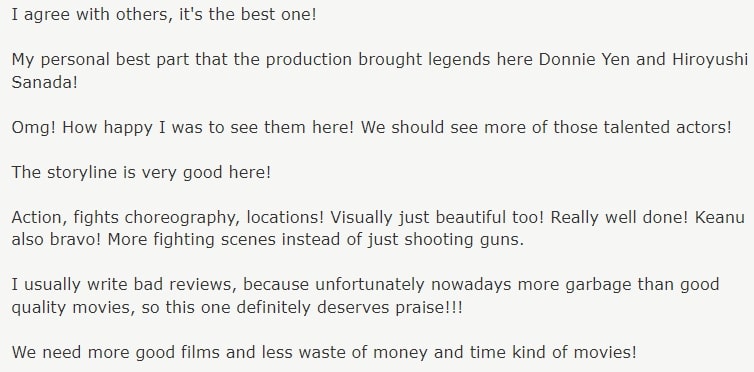 I agree with others, it's the best one!
My personal best part that the production brought legends here Donnie Yen and Hiroyushi
Sanada!
Omg! How happy I was to see them here! We should see more of those talented actors!
The storyline is very good here!
Action, fights choreography, locations! Visually just beautiful too! Really well done! Keanu
also bravo! More fighting scenes instead of just shooting guns.
I usually write bad reviews, because unfortunately nowadays more garbage than good
quality movies, so this one definitely deserves praise!!!
We need more good films and less waste of money and time kind of movies!